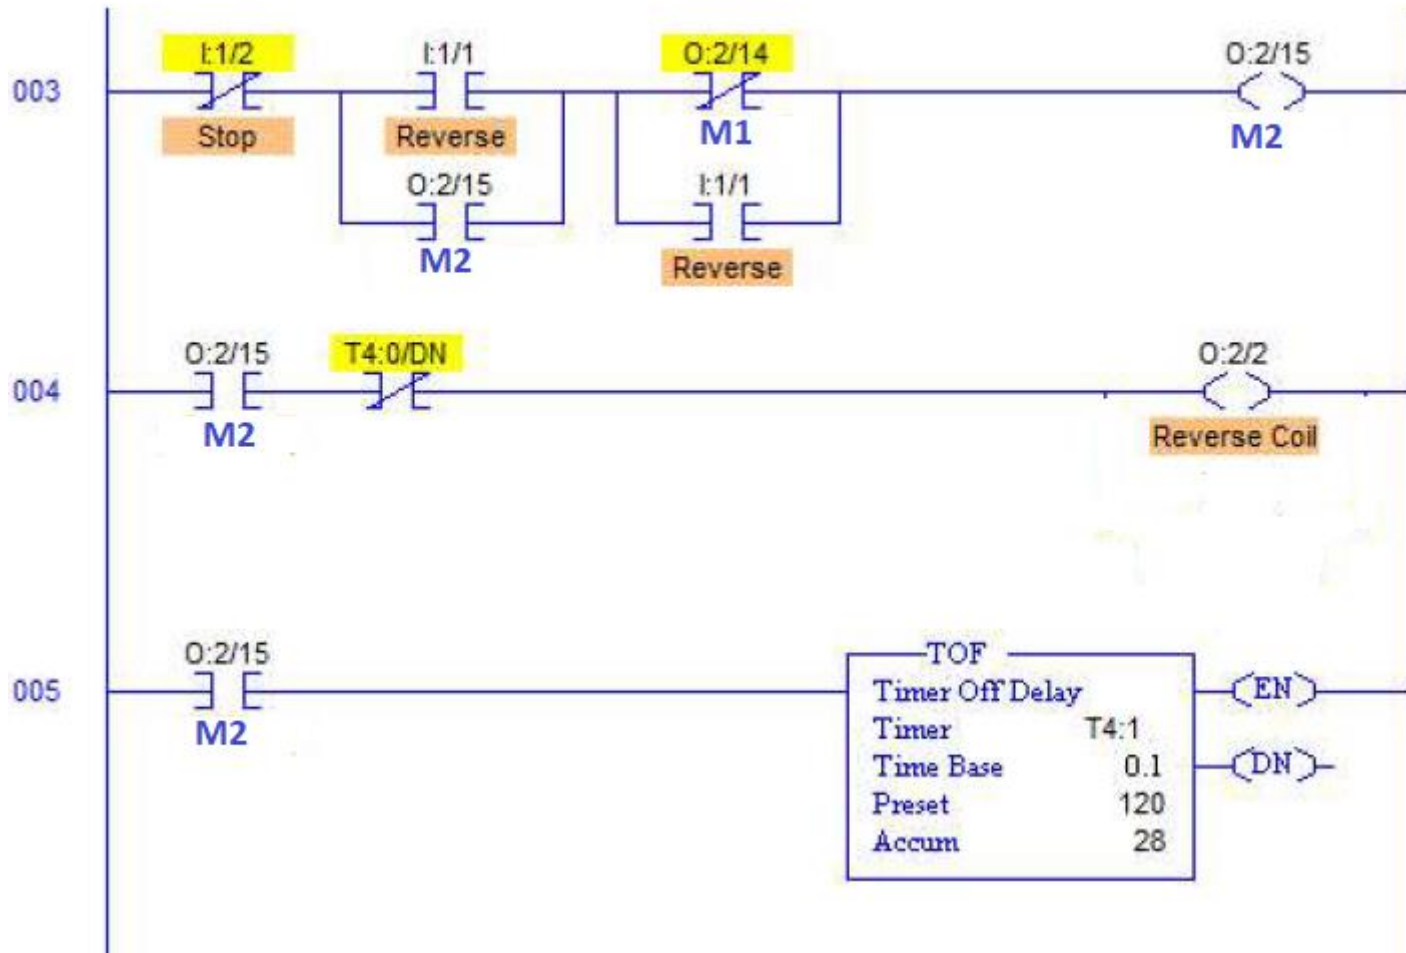 I:1/2 I:1/1 O:2/14 O:2/15
003
Stop Reverse M1 M2
O:2/15 I:1/1
M2 Reverse
O:2/15 T4:0/DN O:2/2
004
M2 Reverse Coil
O:2/15
TOF
005 Timer Off Delay EN
M2 Timer T4:1
Time Base 0.1 DN
Preset 120
Accum 28